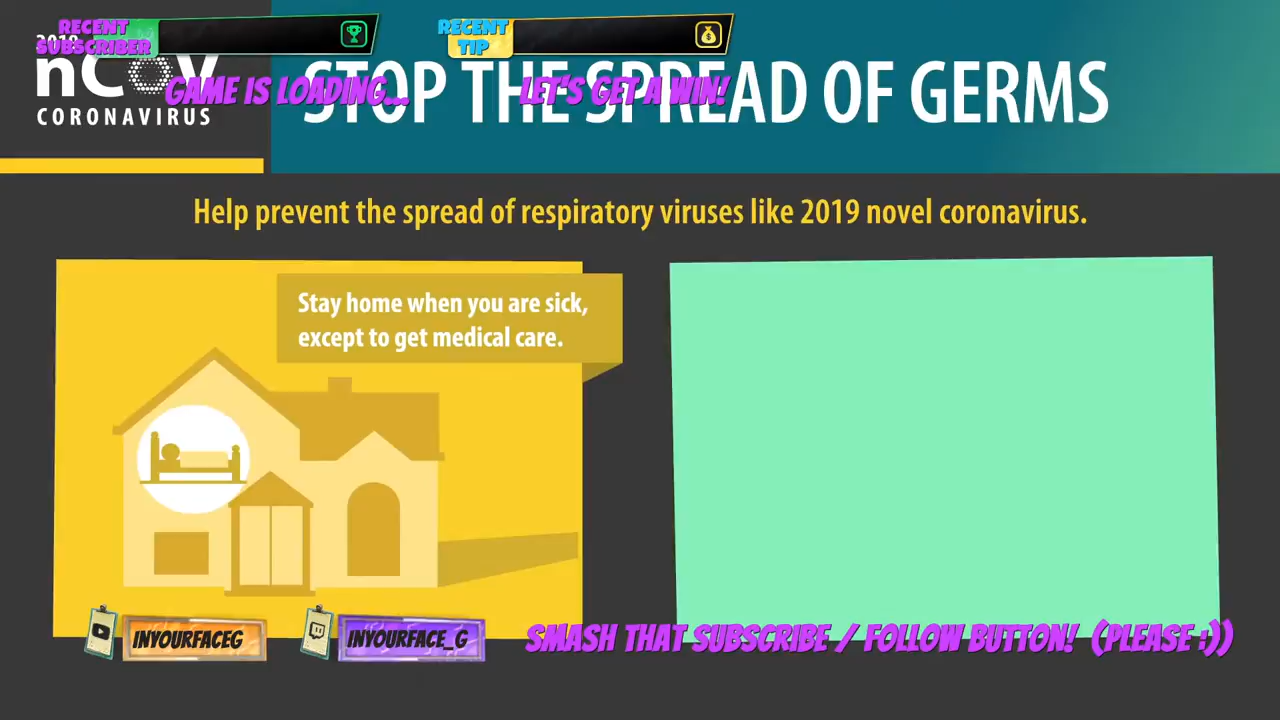 RECENT
SUBSCRIBER
RECENT
TIP
2019
nCoV
CORONAVIRUS
GAME IS LOADING...
LET'S GET A WIN!
STOP THE SPREAD OF GERMS
Help prevent the spread of respiratory viruses like 2019 novel coronavirus.
Stay home when you are sick,
except to get medical care.
INYOURFACEG
INYOURFACE_G
SMASH THAT SUBSCRIBE / FOLLOW BUTTON! (PLEASE :))